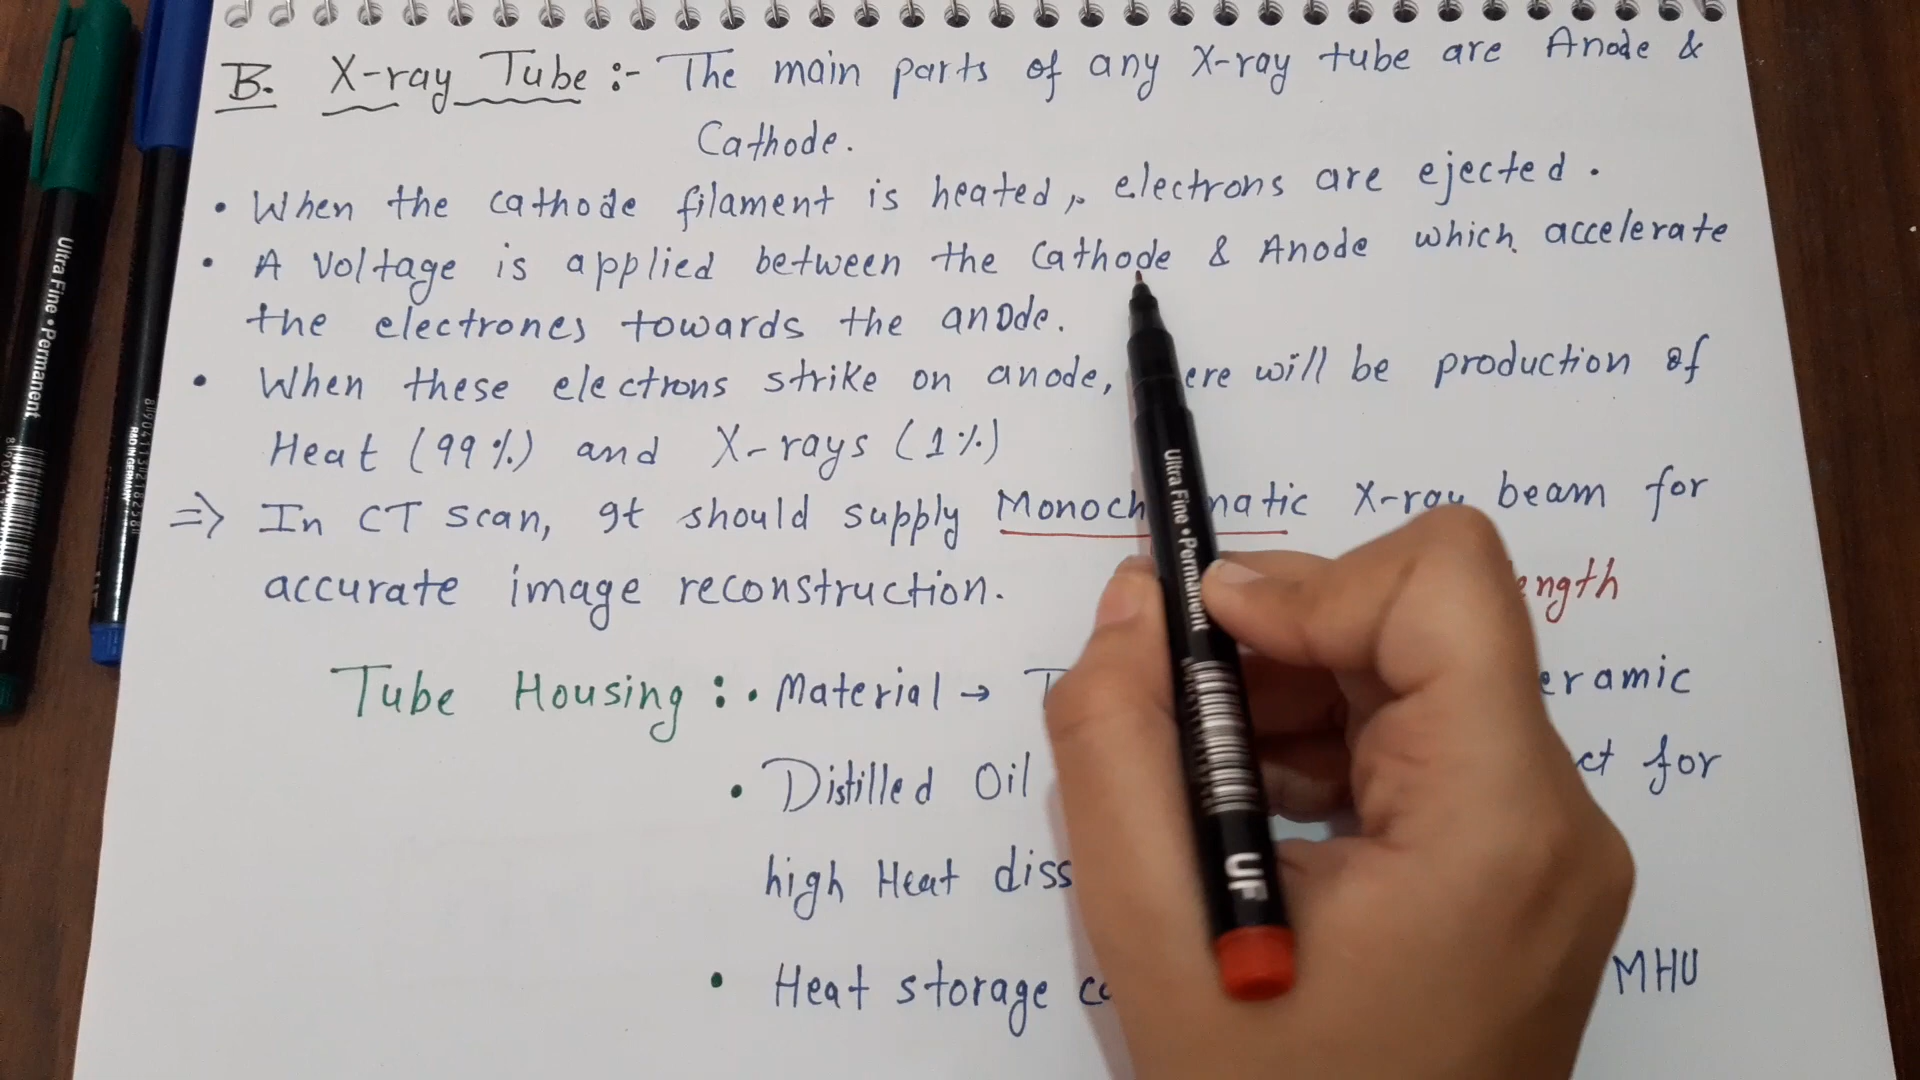 B. X-ray Tube :- The main parts of any X-ray tube are Anode &
Cathode.
• When the cathode filament is heated, electrons are ejected.
• A voltage is applied between the Cathode & Anode which accelerate
the electrones towards the anode.
• When these electrons strike on anode, ere will be production of
Heat (99%) and X-rays (1%)
⇒ In CT scan, It should supply Monoch matic X-ray beam for
accurate image reconstruction. ength
Tube Housing : • Material → eramic
• Distilled Oil ct for
high Heat diss
• Heat storage MHU
Ultra Fine • Permanent
Ultra Fine • Permanent
UF
UF